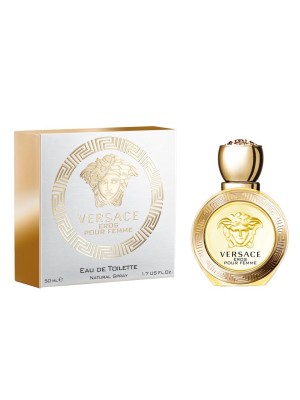 VERSACE
EROS
POUR FEMME
EAU DE TOILETTE
NATURAL SPRAY
50 ml ℮
1.7 US FL. OZ.
VERSACE
EROS
POUR FEMME